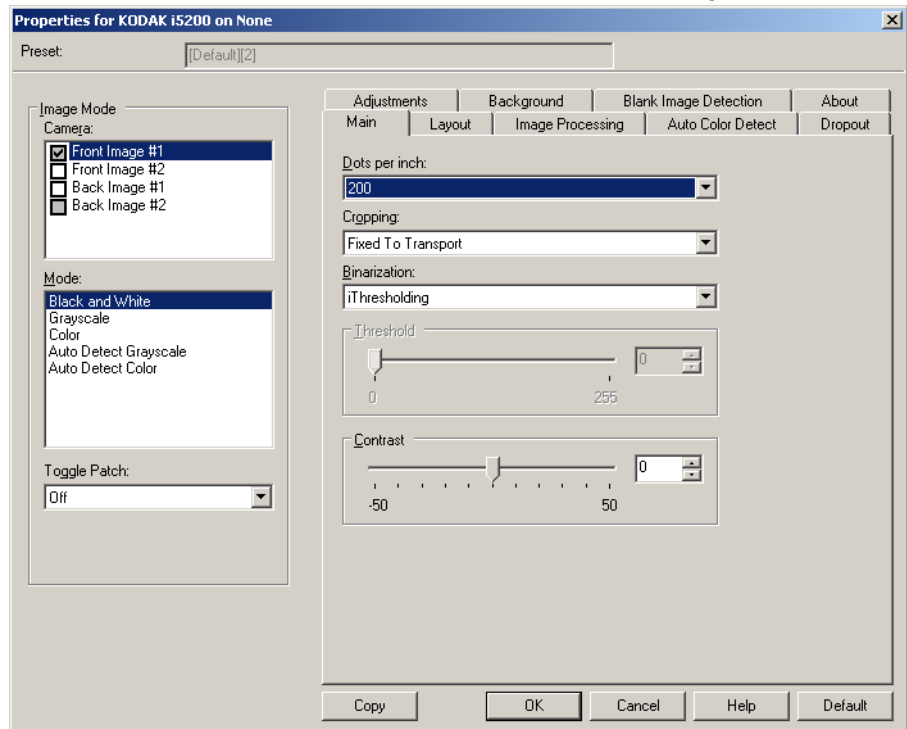 Properties for KODAK i5200 on None
Preset:
[Default][2]
Image Mode
Camera:
Front Image #1
Front Image #2
Back Image #1
Back Image #2
Mode:
Black and White
Grayscale
Color
Auto Detect Grayscale
Auto Detect Color
Toggle Patch:
Off
Adjustments Background Blank Image Detection About
Main Layout Image Processing Auto Color Detect Dropout
Dots per inch:
200
Cropping:
Fixed To Transport
Binarization:
iThresholding
Threshold
0
0 255
Contrast
0
-50 50
Copy OK Cancel Help Default